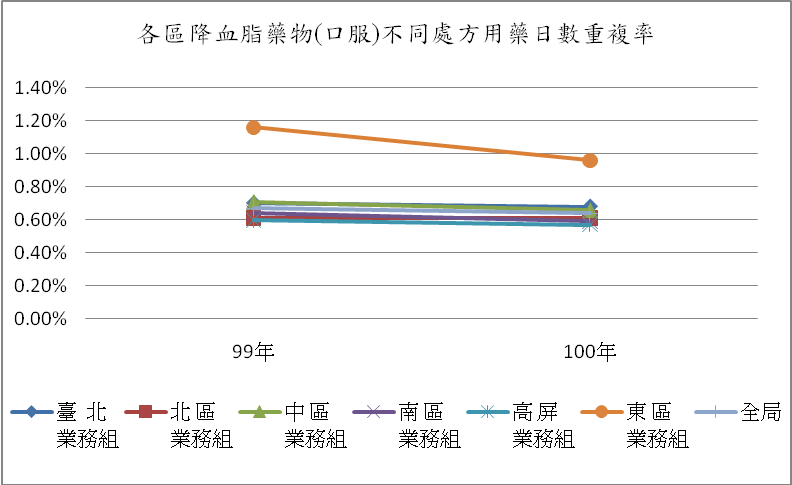 各區降血脂藥物(口服)不同處方用藥日數重複率
1.40%
1.20%
1.00%
0.80%
0.60%
0.40%
0.20%
0.00%
99年 100年
臺 北 北區 中區 南區 高屏 東區 全局
業務組 業務組 業務組 業務組 業務組 業務組